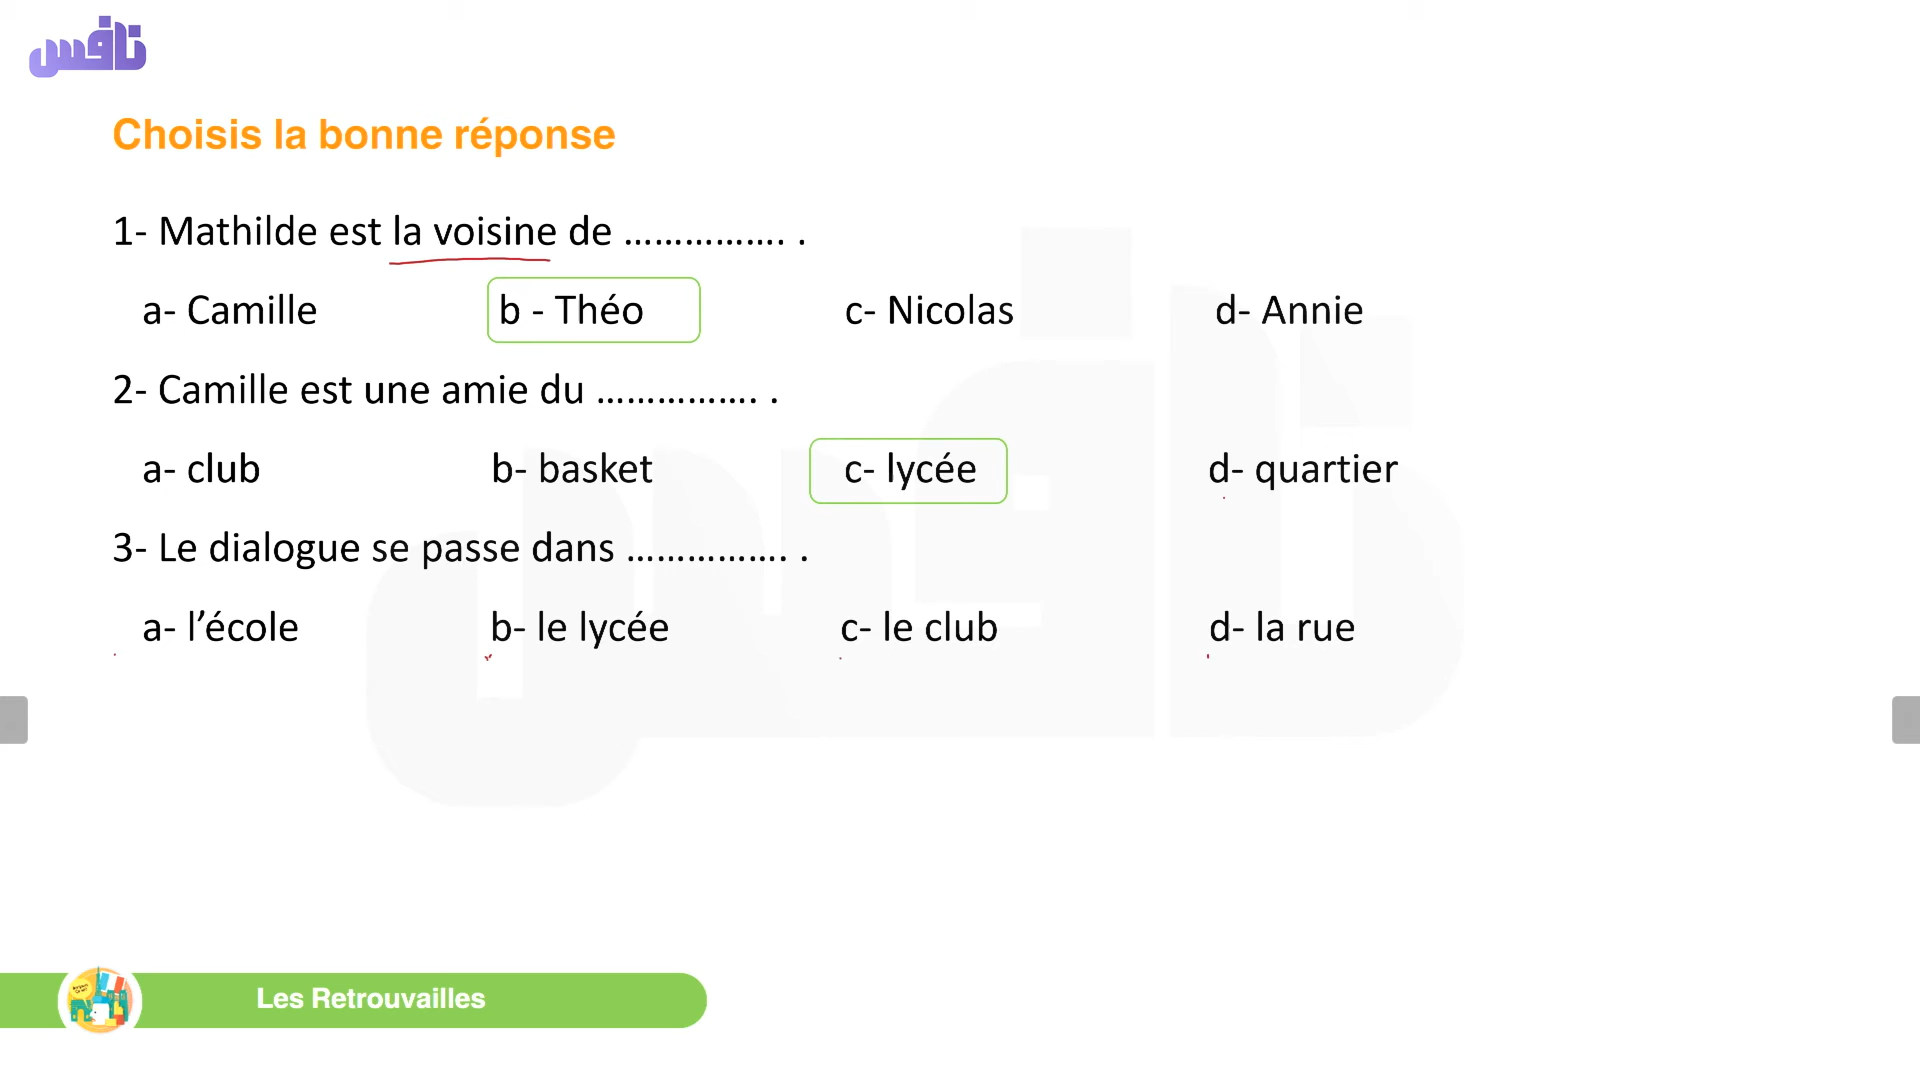 نافس
Choisis la bonne réponse
1- Mathilde est la voisine de ……………. .
a- Camille b - Théo c- Nicolas d- Annie
2- Camille est une amie du ……………. .
a- club b- basket c- lycée d- quartier
3- Le dialogue se passe dans ……………. .
a- l’école b- le lycée c- le club d- la rue
Les Retrouvailles